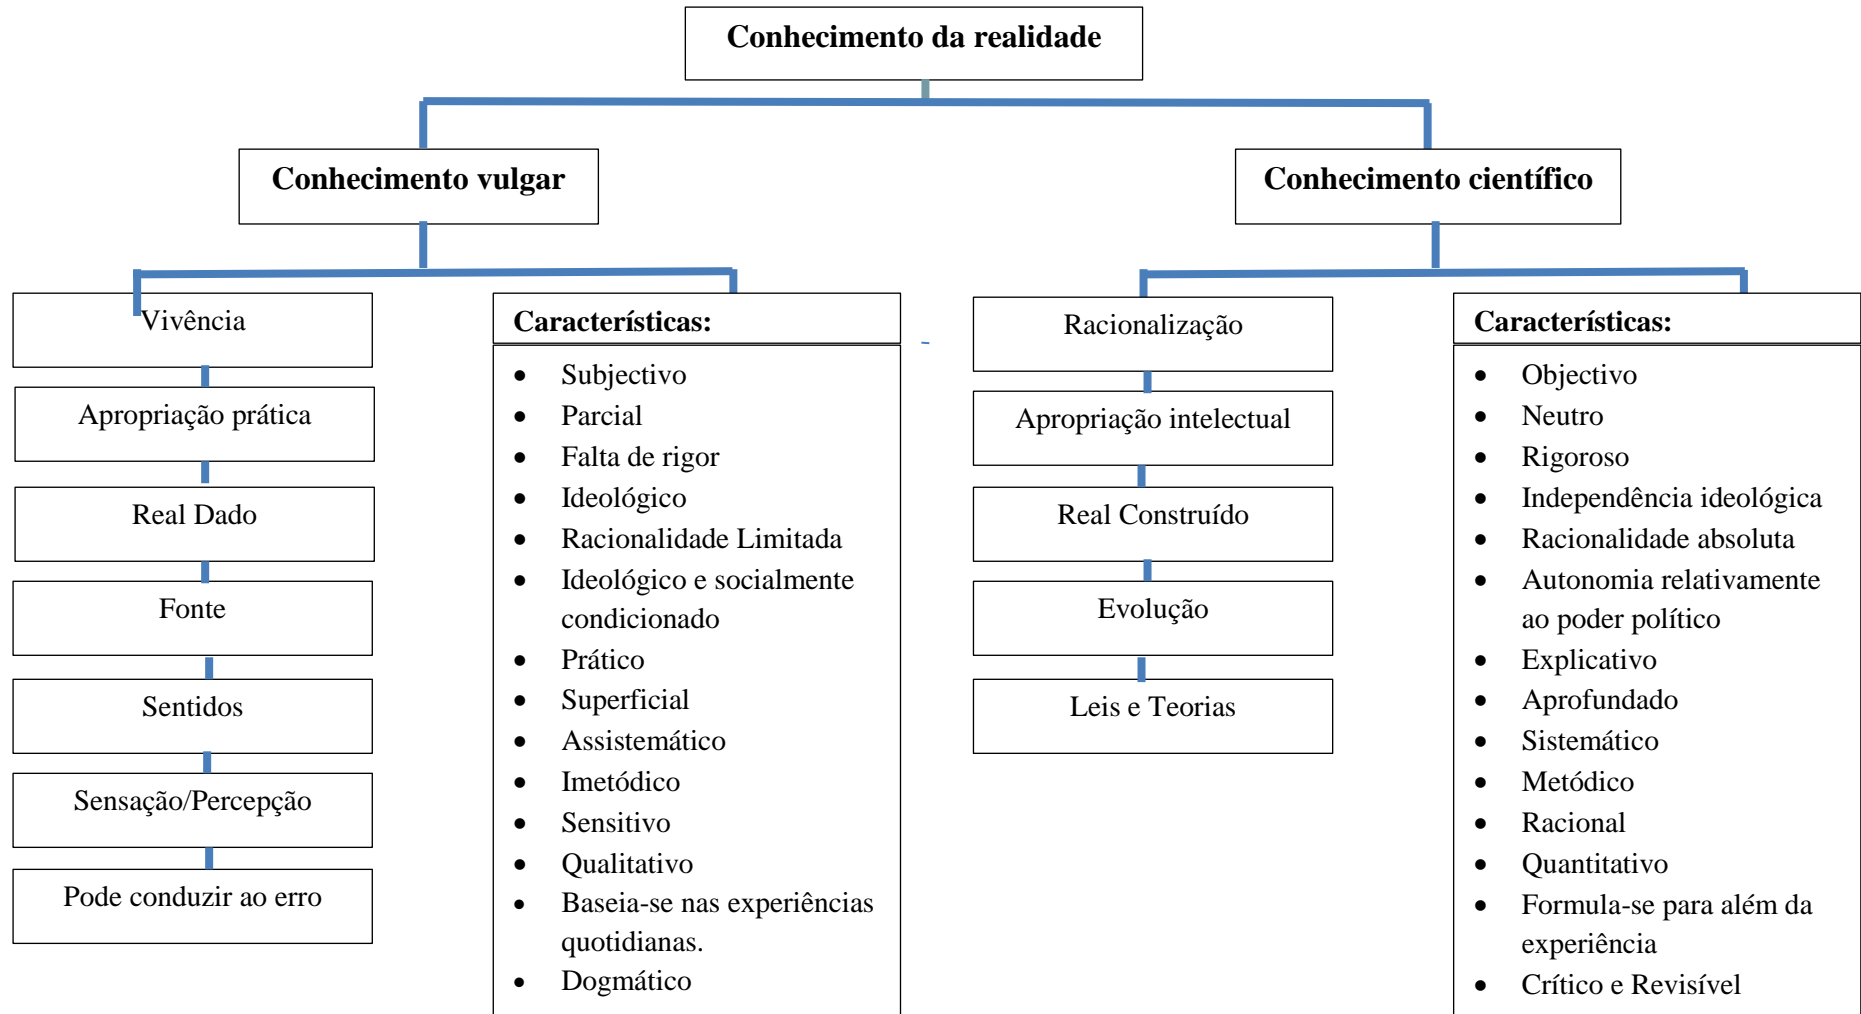 Conhecimento da realidade
Conhecimento vulgar
Conhecimento científico
Vivência
Apropriação prática
Real Dado
Fonte
Sentidos
Sensação/Percepção
Pode conduzir ao erro
Características:
• Subjectivo
• Parcial
• Falta de rigor
• Ideológico
• Racionalidade Limitada
• Ideológico e socialmente
condicionado
• Prático
• Superficial
• Assistemático
• Imetódico
• Sensitivo
• Qualitativo
• Baseia-se nas experiências
quotidianas.
• Dogmático
Racionalização
Apropriação intelectual
Real Construído
Evolução
Leis e Teorias
Características:
• Objectivo
• Neutro
• Rigoroso
• Independência ideológica
• Racionalidade absoluta
• Autonomia relativamente
ao poder político
• Explicativo
• Aprofundado
• Sistemático
• Metódico
• Racional
• Quantitativo
• Formula-se para além da
experiência
• Crítico e Revisível